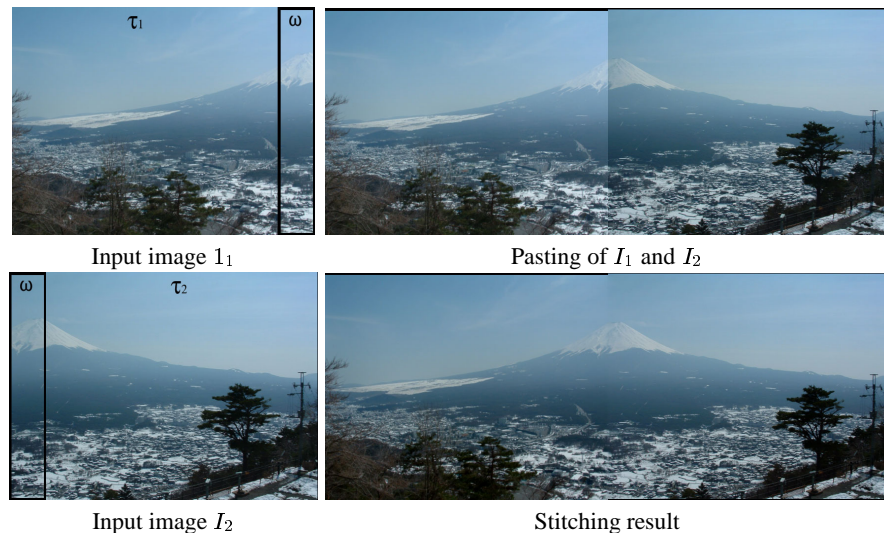 τ₁ ω
Input image 1₁
Pasting of I₁ and I₂
ω τ₂
Input image I₂
Stitching result